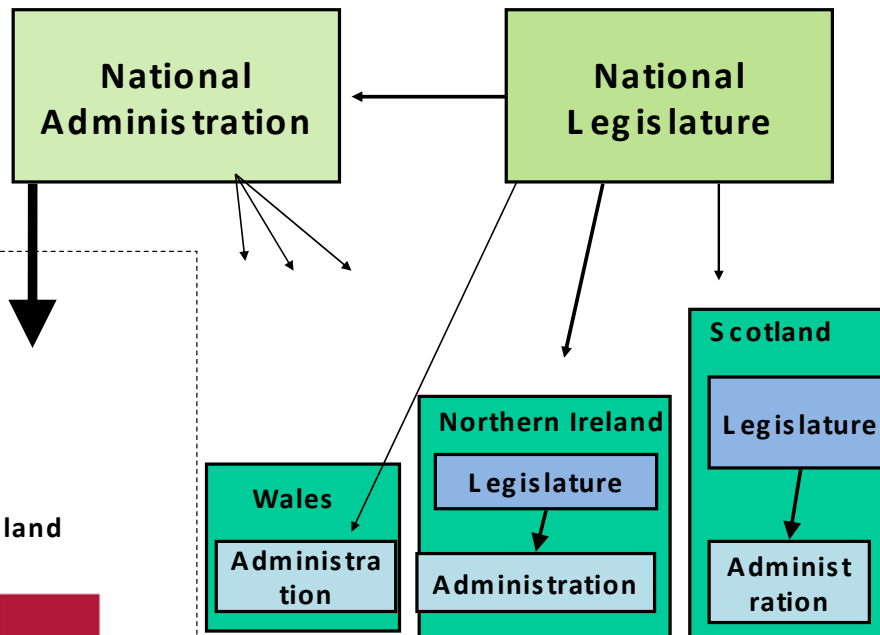 National
Administration
National
Legislature
Scotland
Legislature
Northern Ireland
Legislature
Wales
land
Administra
tion
Administration
Administ
ration